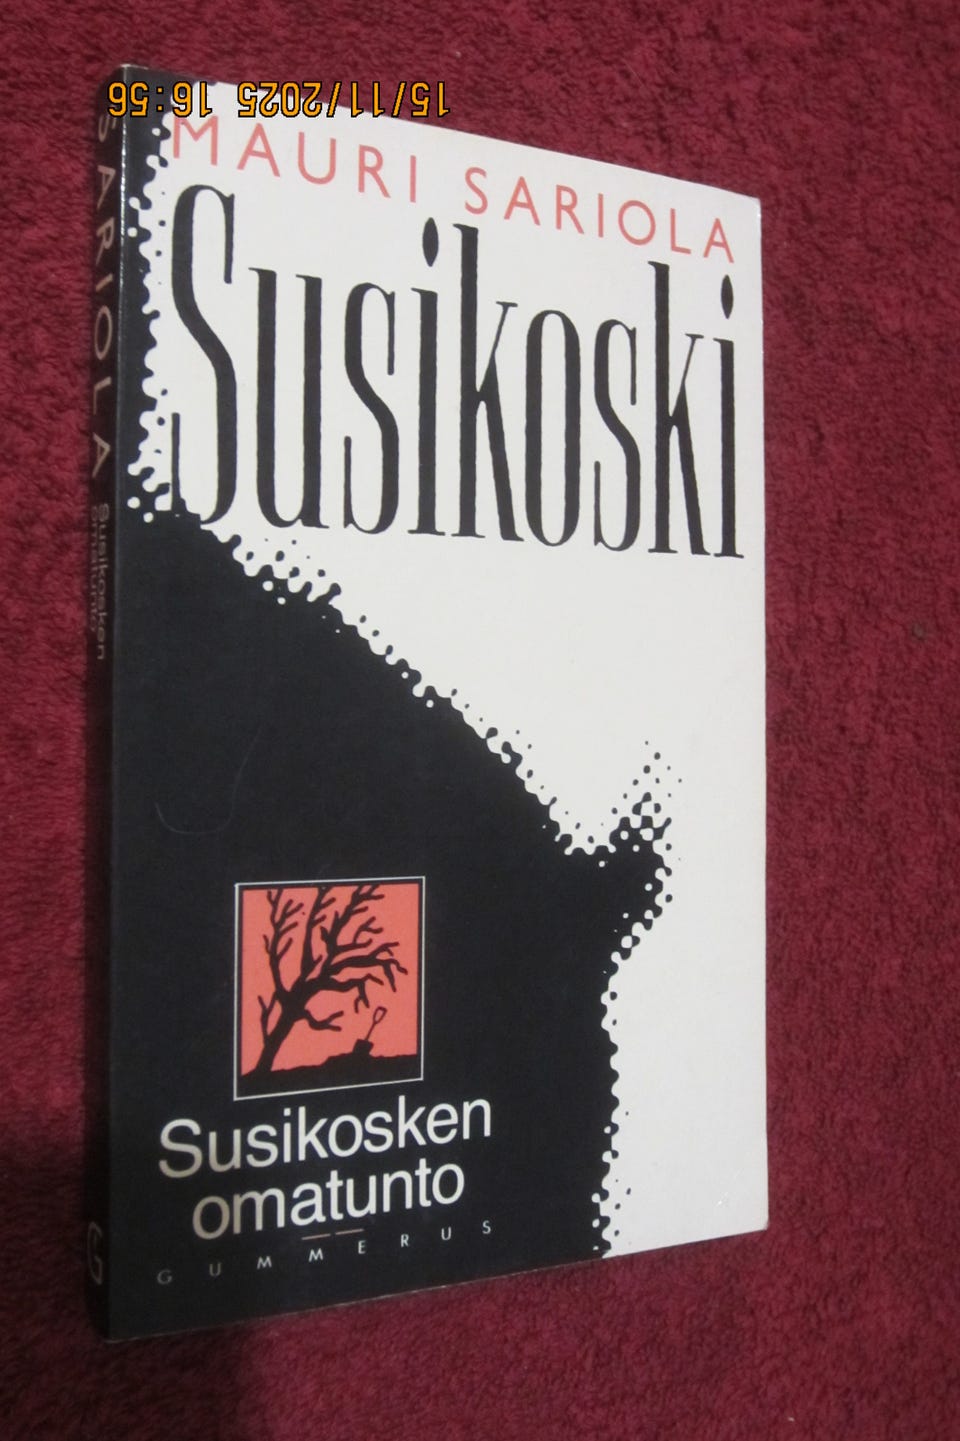 15/11/2025 16:56
MAURI SARIOLA
Susikoski
Susikosken
omatunto
GUMMERUS
SARIOLA
Susikosken
omatunto
G